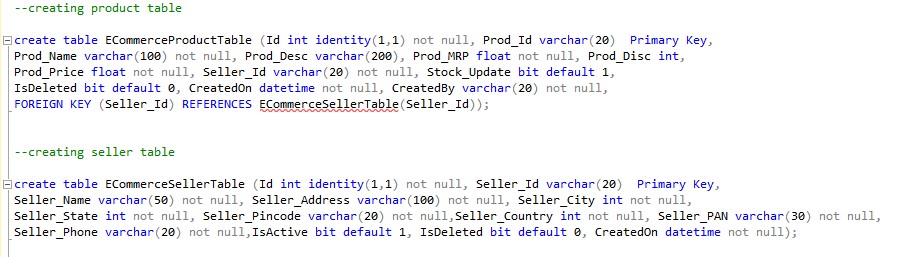 --creating product table
create table ECommerceProductTable (Id int identity(1,1) not null, Prod_Id varchar(20)  Primary Key,
Prod_Name varchar(100) not null, Prod_Desc varchar(200), Prod_MRP float not null, Prod_Disc int,
Prod_Price float not null, Seller_Id varchar(20) not null, Stock_Update bit default 1,
IsDeleted bit default 0, CreatedOn datetime not null, CreatedBy varchar(20) not null,
FOREIGN KEY (Seller_Id) REFERENCES ECommerceSellerTable(Seller_Id));
--creating seller table
create table ECommerceSellerTable (Id int identity(1,1) not null, Seller_Id varchar(20)  Primary Key,
Seller_Name varchar(50) not null, Seller_Address varchar(100) not null, Seller_City int not null,
Seller_State int not null, Seller_Pincode varchar(20) not null,Seller_Country int not null, Seller_PAN varchar(30) not null,
Seller_Phone varchar(20) not null,IsActive bit default 1, IsDeleted bit default 0, CreatedOn datetime not null);